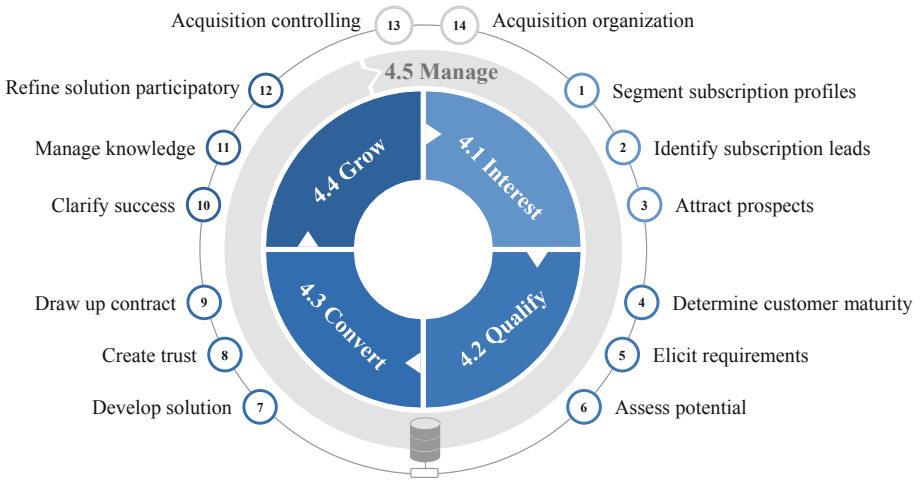 Acquisition controlling
13
14
Acquisition organization
4.5 Manage
Refine solution participatory
12
1
Segment subscription profiles
Manage knowledge
11
2
Identify subscription leads
Clarify success
10
3
Attract prospects
4.4 Grow
4.1 Interest
4.3 Convert
4.2 Qualify
Draw up contract
9
4
Determine customer maturity
Create trust
8
5
Elicit requirements
Develop solution
7
6
Assess potential